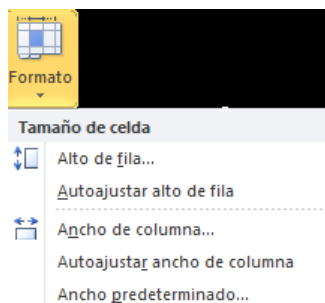 Formato
Tamaño de celda
Alto de fila...
Autoajustar alto de fila
Ancho de columna...
Autoajustar ancho de columna
Ancho predeterminado...